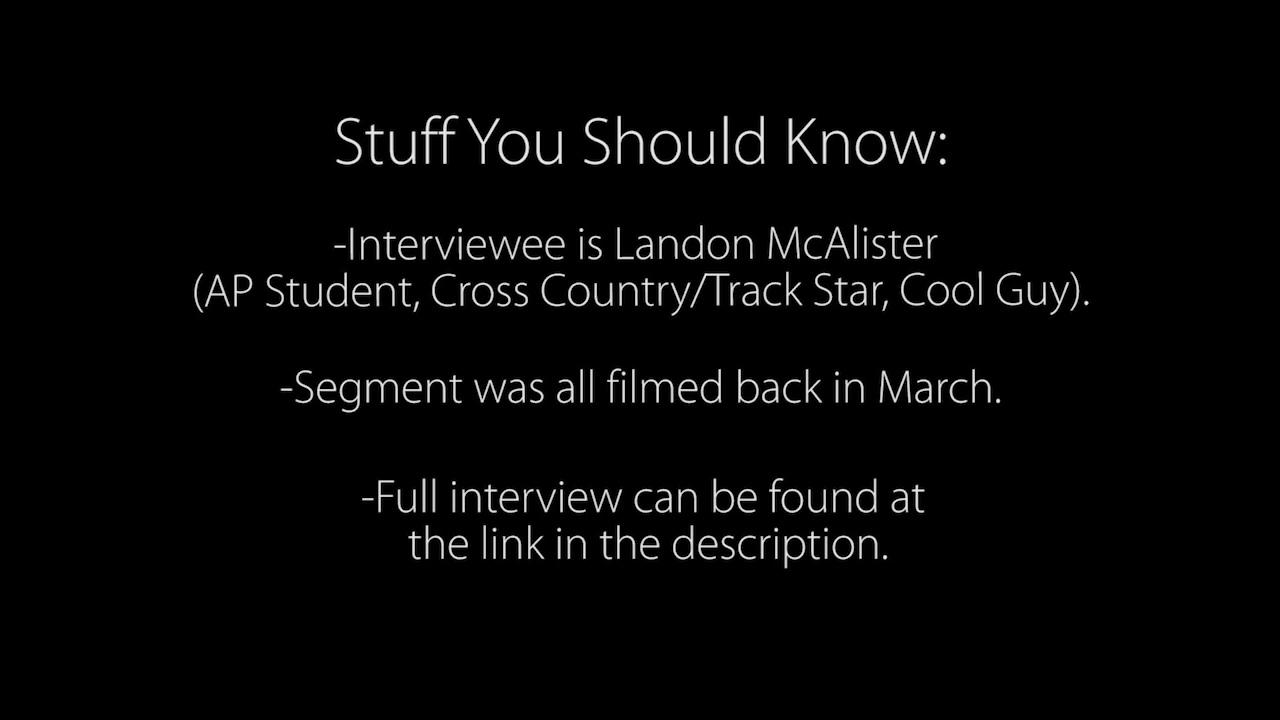 Stuff You Should Know:
-Interviewee is Landon McAlister
(AP Student, Cross Country/Track Star, Cool Guy).
-Segment was all filmed back in March.
-Full interview can be found at
the link in the description.